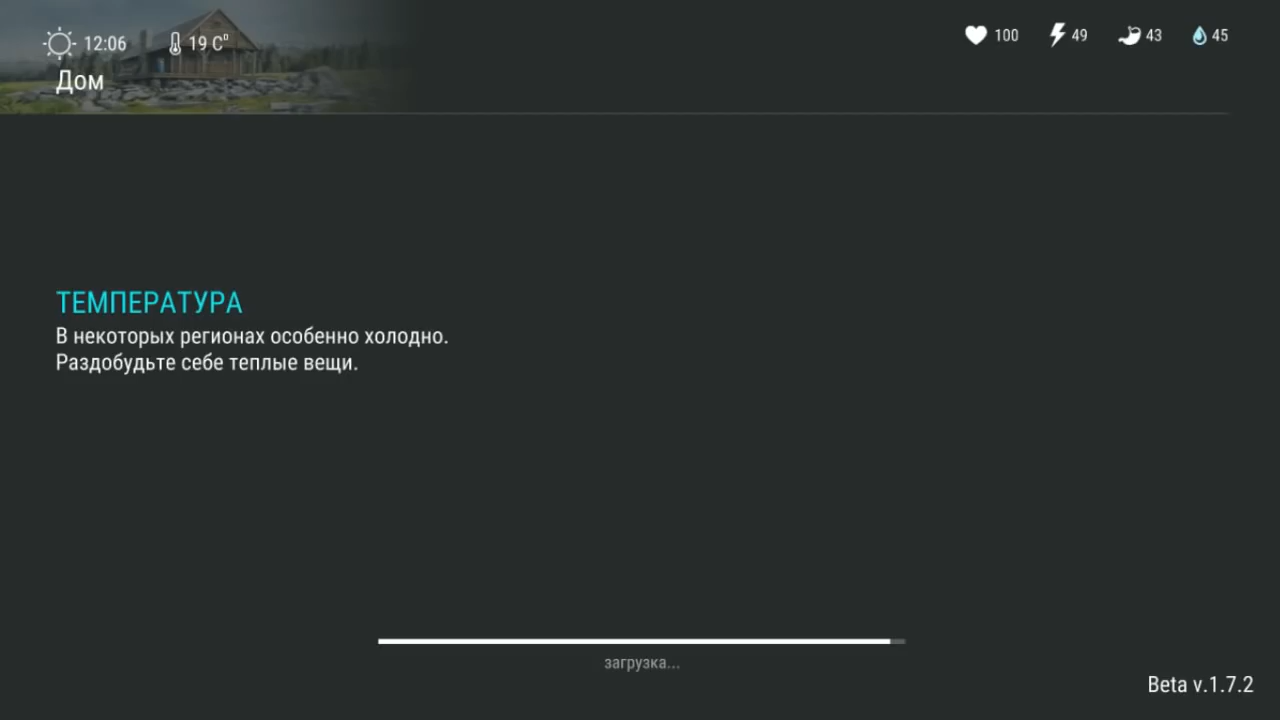 12:06 19 C° 100 49 43 45
Дом
ТЕМПЕРАТУРА
В некоторых регионах особенно холодно.
Раздобудьте себе теплые вещи.
загрузка...
Beta v.1.7.2